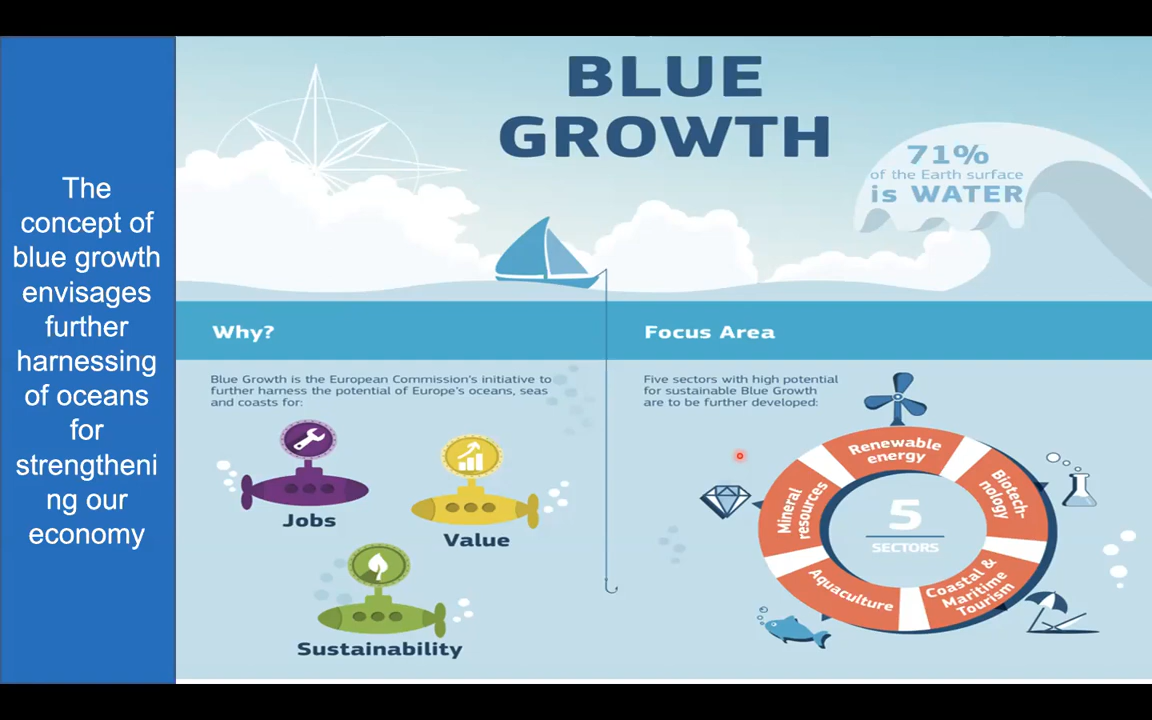 The
concept of
blue growth
envisages
further
harnessing
of oceans
for
strengtheni
ng our
economy
BLUE
GROWTH
71%
of the Earth surface
is WATER
Why?
Blue Growth is the European Commission's initiative to
further harness the potential of Europe's oceans, seas
and coasts for:
Jobs
Value
Sustainability
Focus Area
Five sectors with high potential
for sustainable Blue Growth
are to be further developed:
Renewable
energy
Biotech-
nology
Coastal &
Maritime
Tourism
Aquaculture
Mineral
resources
5
SECTORS